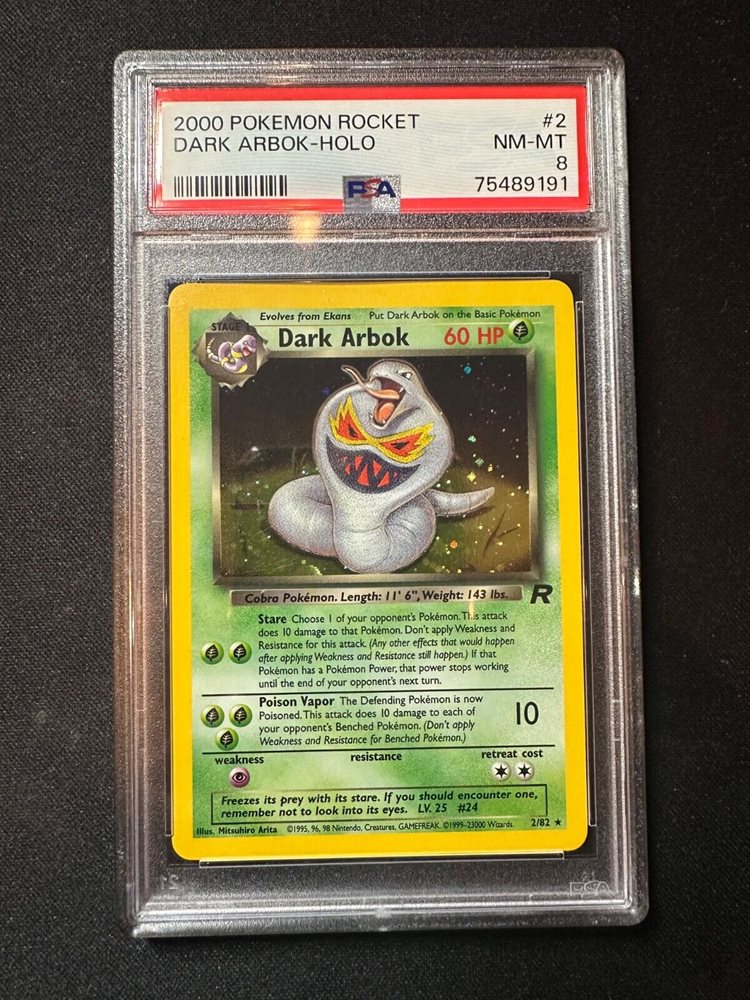 2000 POKEMON ROCKET #2
DARK ARBOK-HOLO NM-MT
8
PSA 75489191
Evolves from Ekans Put Dark Arbok on the Basic Pokémon
STAGE 1
Dark Arbok 60 HP
Cobra Pokémon. Length: 11' 6", Weight: 143 lbs.
R
Stare Choose 1 of your opponent's Pokémon. This attack
does 10 damage to that Pokémon. Don't apply Weakness and
Resistance for this attack. (Any other effects that would happen
after applying Weakness and Resistance still happen.) If that
Pokémon has a Pokémon Power, that power stops working
until the end of your opponent's next turn.
Poison Vapor The Defending Pokémon is now
Poisoned. This attack does 10 damage to each of
your opponent's Benched Pokémon. (Don't apply
Weakness and Resistance for Benched Pokémon.)
10
weakness resistance retreat cost
Freezes its prey with its stare. If you should encounter one,
remember not to look into its eyes. LV. 25 #24
Illus. Mitsuhiro Arita ©1995, 96, 98 Nintendo, Creatures, GAMEFREAK. ©1999-23000 Wizards. 2/82 ★
PSA